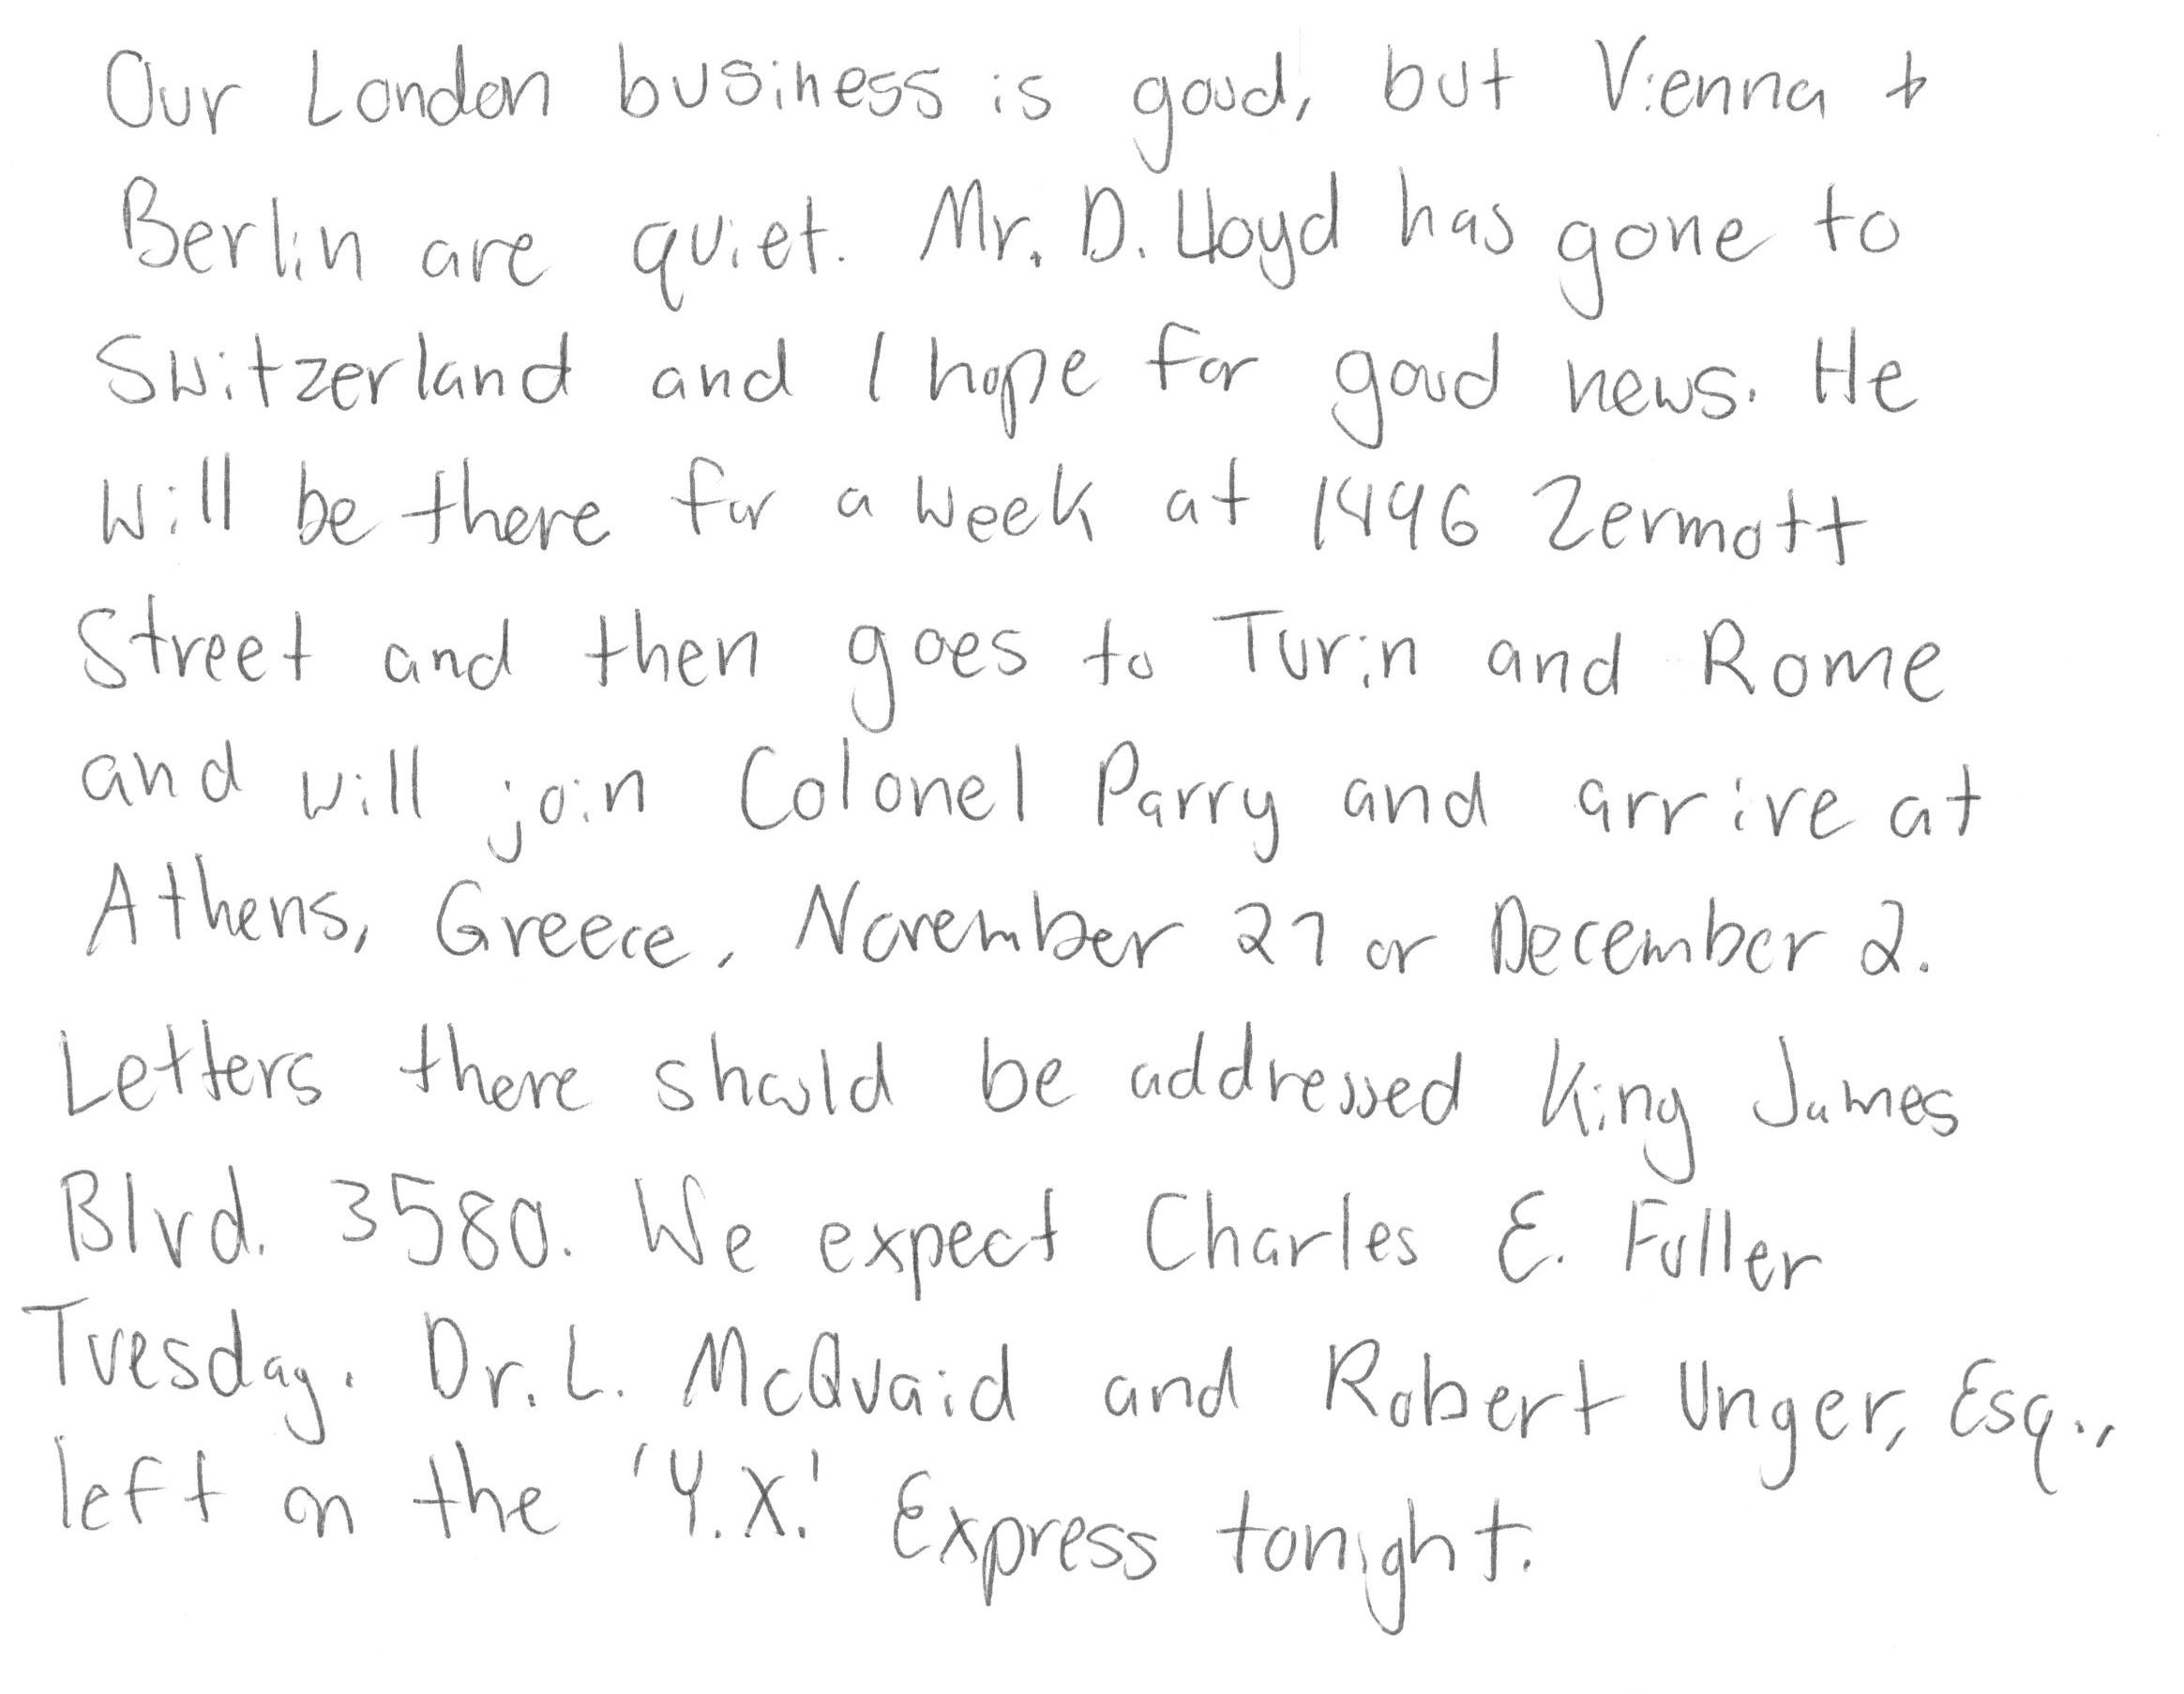 Our London business is good, but Vienna +
Berlin are quiet. Mr. D. Lloyd has gone to
Switzerland and I hope for good news. He
will be there for a week at 1496 Zermott
Street and then goes to Turin and Rome
and will join Colonel Parry and arrive at
Athens, Greece, November 27 or December 2.
Letters there should be addressed King James
Blvd. 3580. We expect Charles E. Fuller
Tuesday. Dr. L. McQuaid and Robert Unger, Esq.,
left on the 'Y.X.' Express tonight.